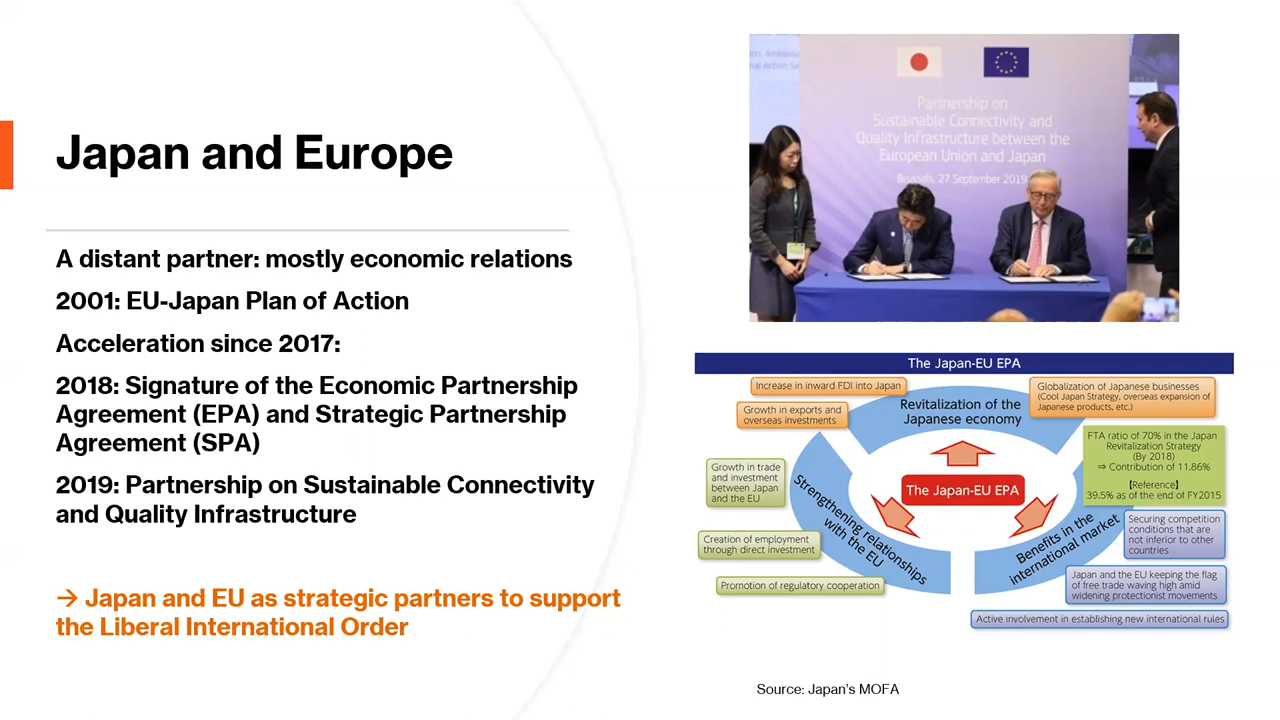 Japan and Europe
A distant partner: mostly economic relations
2001: EU-Japan Plan of Action
Acceleration since 2017:
2018: Signature of the Economic Partnership
Agreement (EPA) and Strategic Partnership
Agreement (SPA)
2019: Partnership on Sustainable Connectivity
and Quality Infrastructure
→ Japan and EU as strategic partners to support
the Liberal International Order
Partnership on
Sustainable Connectivity and
Quality Infrastructure between the
European Union and Japan
Brussels, 27 September 2019
The Japan-EU EPA
Increase in inward FDI into Japan
Growth in exports and
overseas investments
Revitalization of the
Japanese economy
Globalization of Japanese businesses
(Cool Japan Strategy, overseas expansion of
Japanese products, etc.)
FTA ratio of 70% in the Japan
Revitalization Strategy
(By 2018)
⇒ Contribution of 11.86%
【Reference】
39.5% as of the end of FY2015
Growth in trade
and investment
between Japan
and the EU
The Japan-EU EPA
Strengthening relationships
with the EU
Benefits in the
international market
Creation of employment
through direct investment
Promotion of regulatory cooperation
Securing competition
conditions that are
not inferior to other
countries
Japan and the EU keeping the flag
of free trade waving high amid
widening protectionist movements
Active involvement in establishing new international rules
Source: Japan's MOFA